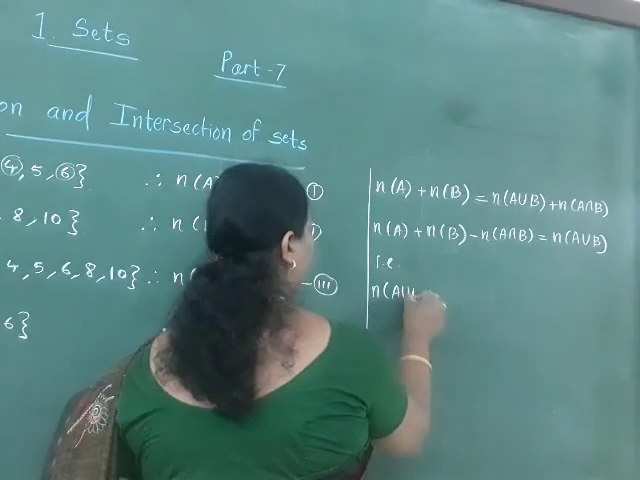 1. Sets
Part-7
on and Intersection of sets
4, 5, 6}
∴ n(A)
I
8, 10}
∴ n(
4, 5, 6, 8, 10} ∴ n(
- III
6}
n(A) + n(B) = n(A∪B) + n(A∩B)
n(A) + n(B) - n(A∩B) = n(A∪B)
i.e.
n(A∪